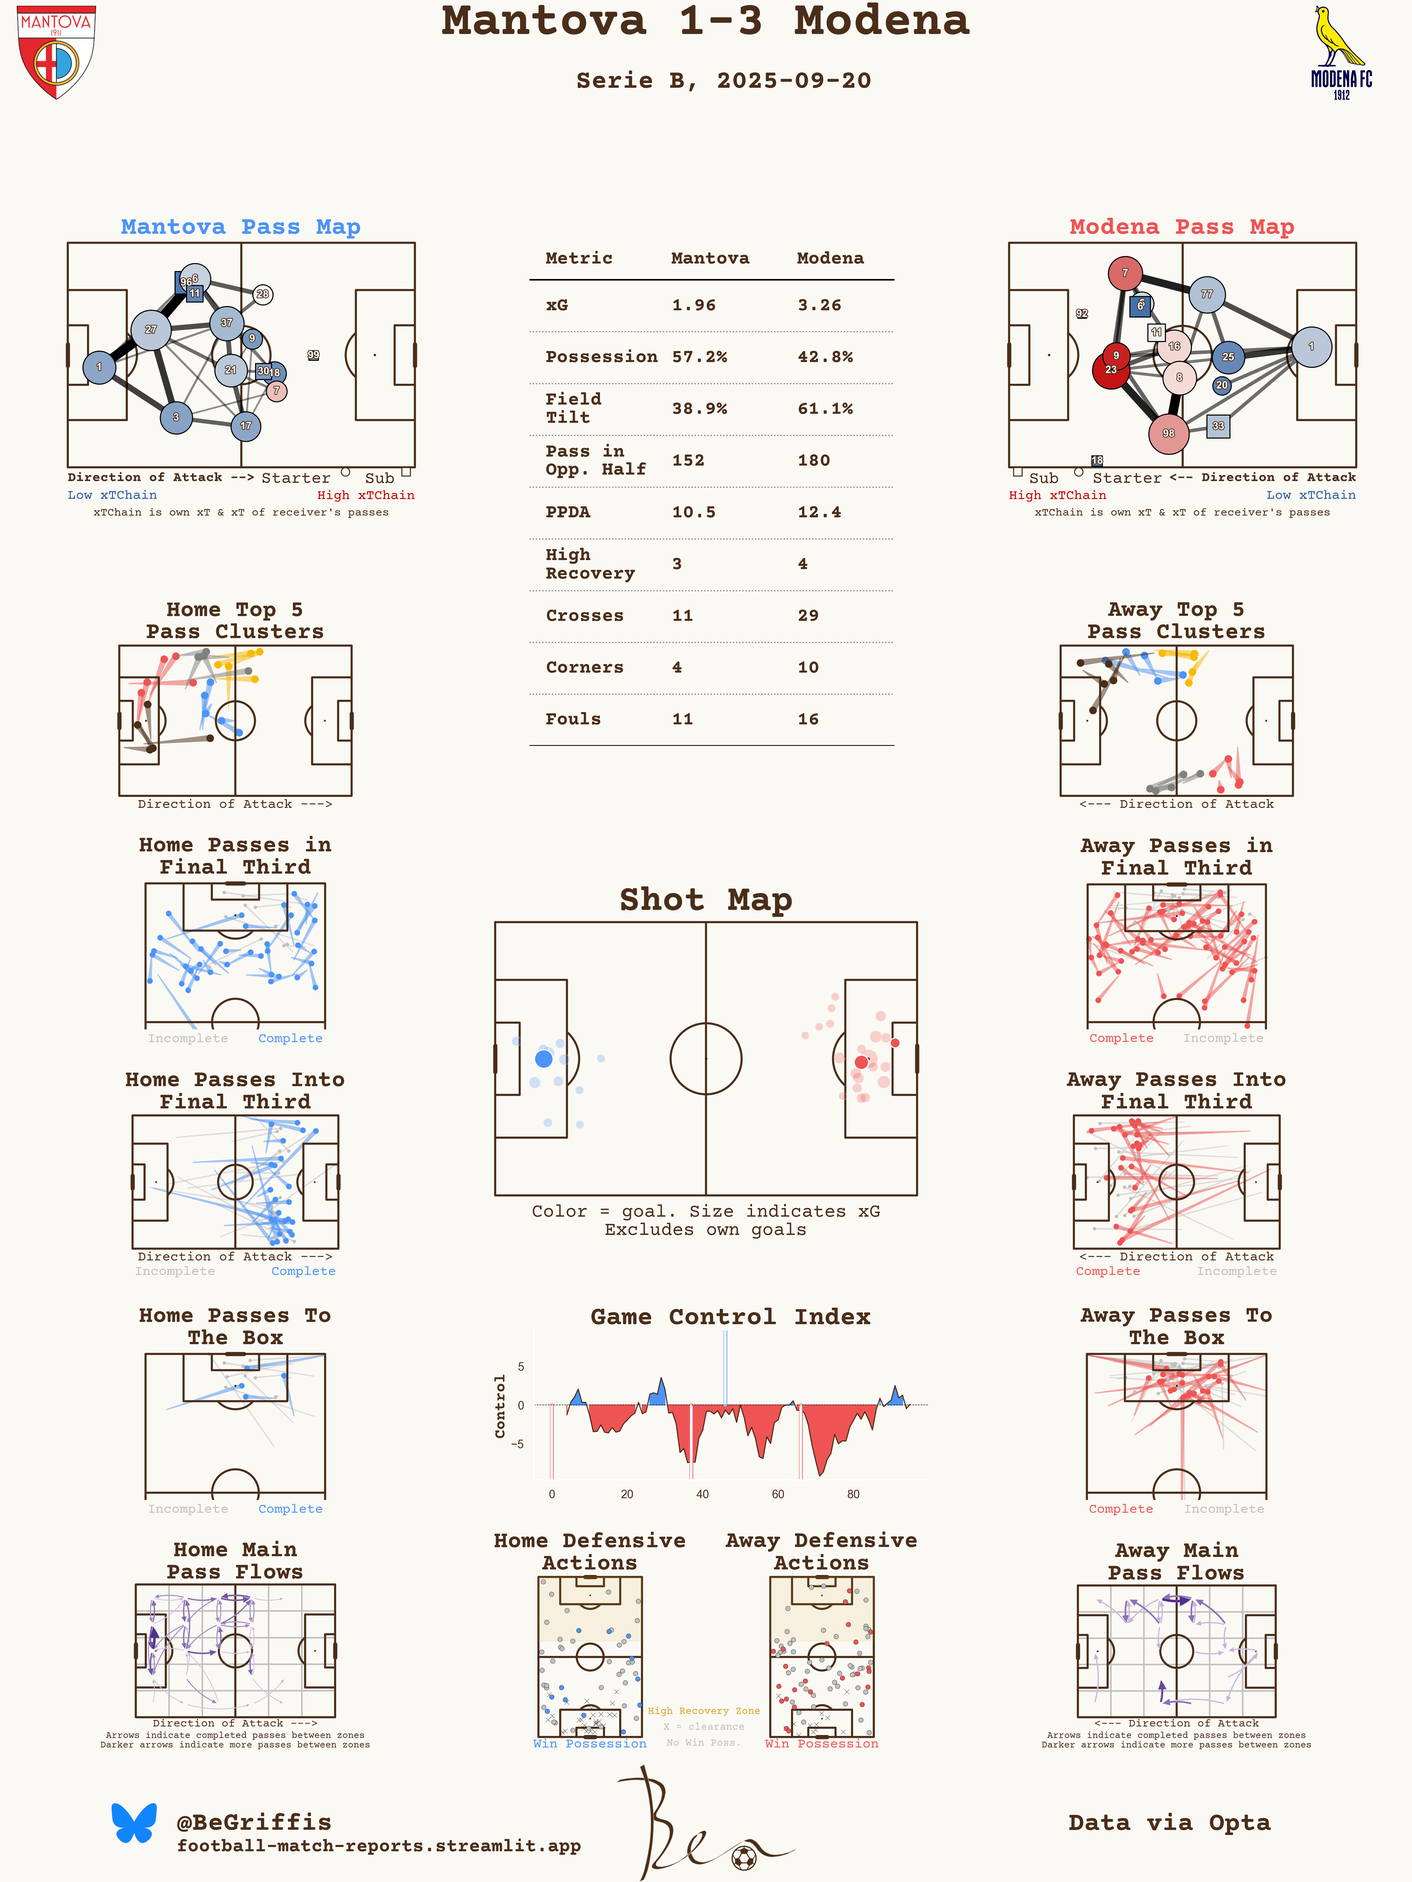 Mantova 1-3 Modena
Serie B, 2025-09-20
MANTOVA
1911
MODENA FC
1912
Mantova Pass Map
96
6
11
28
27
37
9
99
1
21
30
18
7
3
17
Direction of Attack --> Starter Sub
Low xTChain High xTChain
xTChain is own xT & xT of receiver's passes
Metric Mantova Modena
xG 1.96 3.26
Possession 57.2% 42.8%
Field
Tilt 38.9% 61.1%
Pass in
Opp. Half 152 180
PPDA 10.5 12.4
High
Recovery 3 4
Crosses 11 29
Corners 4 10
Fouls 11 16
Modena Pass Map
7
77
6
92
11
16
1
9
25
23
8
20
98
33
18
Sub Starter <-- Direction of Attack
High xTChain Low xTChain
xTChain is own xT & xT of receiver's passes
Home Top 5
Pass Clusters
Direction of Attack --->
Away Top 5
Pass Clusters
<--- Direction of Attack
Home Passes in
Final Third
Incomplete Complete
Shot Map
Color = goal. Size indicates xG
Excludes own goals
Away Passes in
Final Third
Complete Incomplete
Home Passes Into
Final Third
Direction of Attack --->
Incomplete Complete
Away Passes Into
Final Third
<--- Direction of Attack
Complete Incomplete
Home Passes To
The Box
Incomplete Complete
Game Control Index
Control
5
0
−5
0 20 40 60 80
Away Passes To
The Box
Complete Incomplete
Home Main
Pass Flows
Direction of Attack --->
Arrows indicate completed passes between zones
Darker arrows indicate more passes between zones
Home Defensive
Actions
Win Possession
High Recovery Zone
X = clearance
No Win Poss.
Away Defensive
Actions
Win Possession
Away Main
Pass Flows
<--- Direction of Attack
Arrows indicate completed passes between zones
Darker arrows indicate more passes between zones
@BeGriffis
football-match-reports.streamlit.app
Ben
Data via Opta